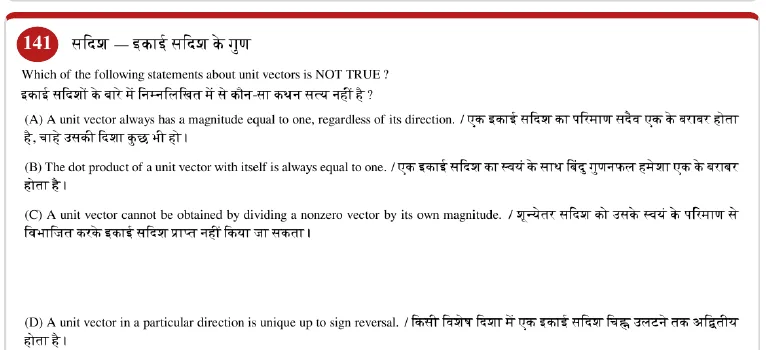 141 सदिश — इकाई सदिश के गुण
Which of the following statements about unit vectors is NOT TRUE ?
इकाई सदिशों के बारे में निम्नलिखित में से कौन-सा कथन सत्य नहीं है ?
(A) A unit vector always has a magnitude equal to one, regardless of its direction. / एक इकाई सदिश का परिमाण सदैव एक के बराबर होता
है, चाहे उसकी दिशा कुछ भी हो।
(B) The dot product of a unit vector with itself is always equal to one. / एक इकाई सदिश का स्वयं के साथ बिंदु गुणनफल हमेशा एक के बराबर
होता है।
(C) A unit vector cannot be obtained by dividing a nonzero vector by its own magnitude. / शून्येतर सदिश को उसके स्वयं के परिमाण से
विभाजित करके इकाई सदिश प्राप्त नहीं किया जा सकता।
(D) A unit vector in a particular direction is unique up to sign reversal. / किसी विशेष दिशा में एक इकाई सदिश चिह्न उलटने तक अद्वितीय
होता है।